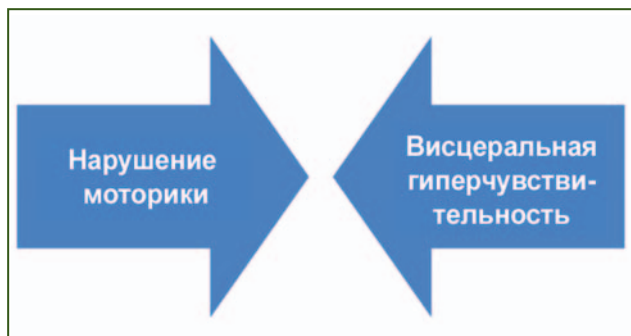 Нарушение
моторики
Висцеральная
гиперчувстви-
тельность